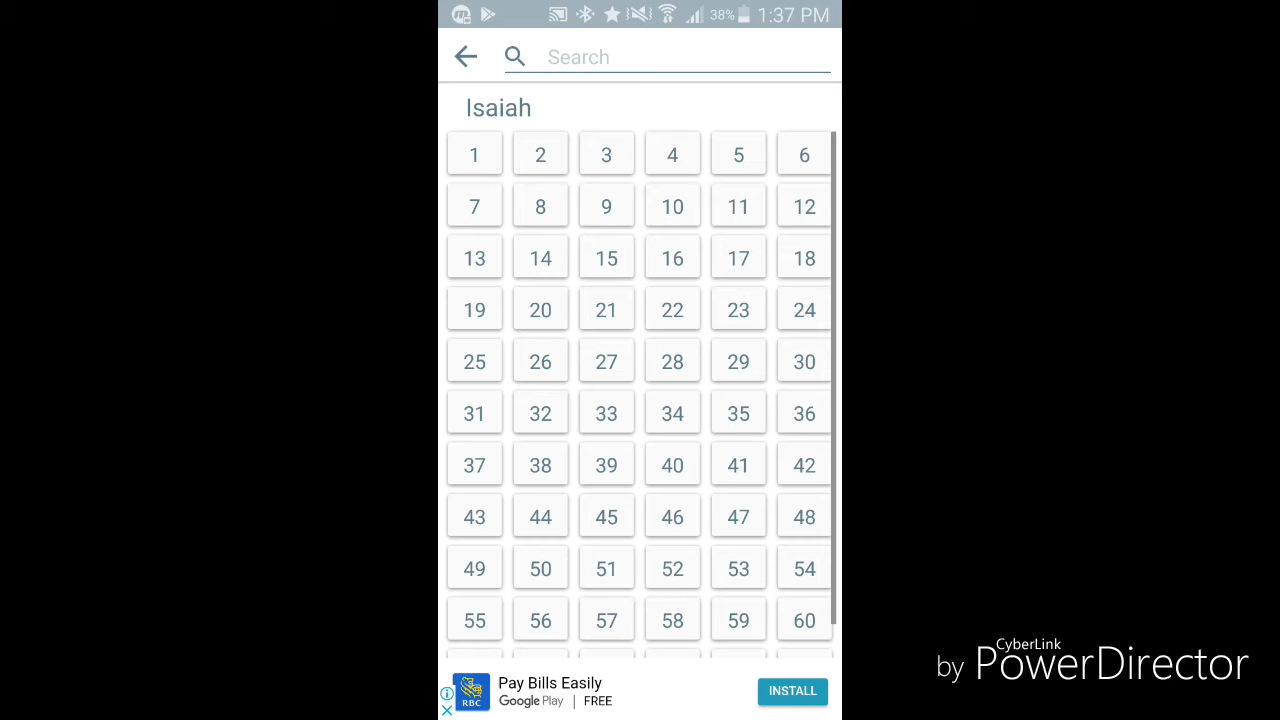 38% 1:37 PM
Search
Isaiah
1 2 3 4 5 6
7 8 9 10 11 12
13 14 15 16 17 18
19 20 21 22 23 24
25 26 27 28 29 30
31 32 33 34 35 36
37 38 39 40 41 42
43 44 45 46 47 48
49 50 51 52 53 54
55 56 57 58 59 60
RBC
Pay Bills Easily
Google Play | FREE
INSTALL
CyberLink
by PowerDirector